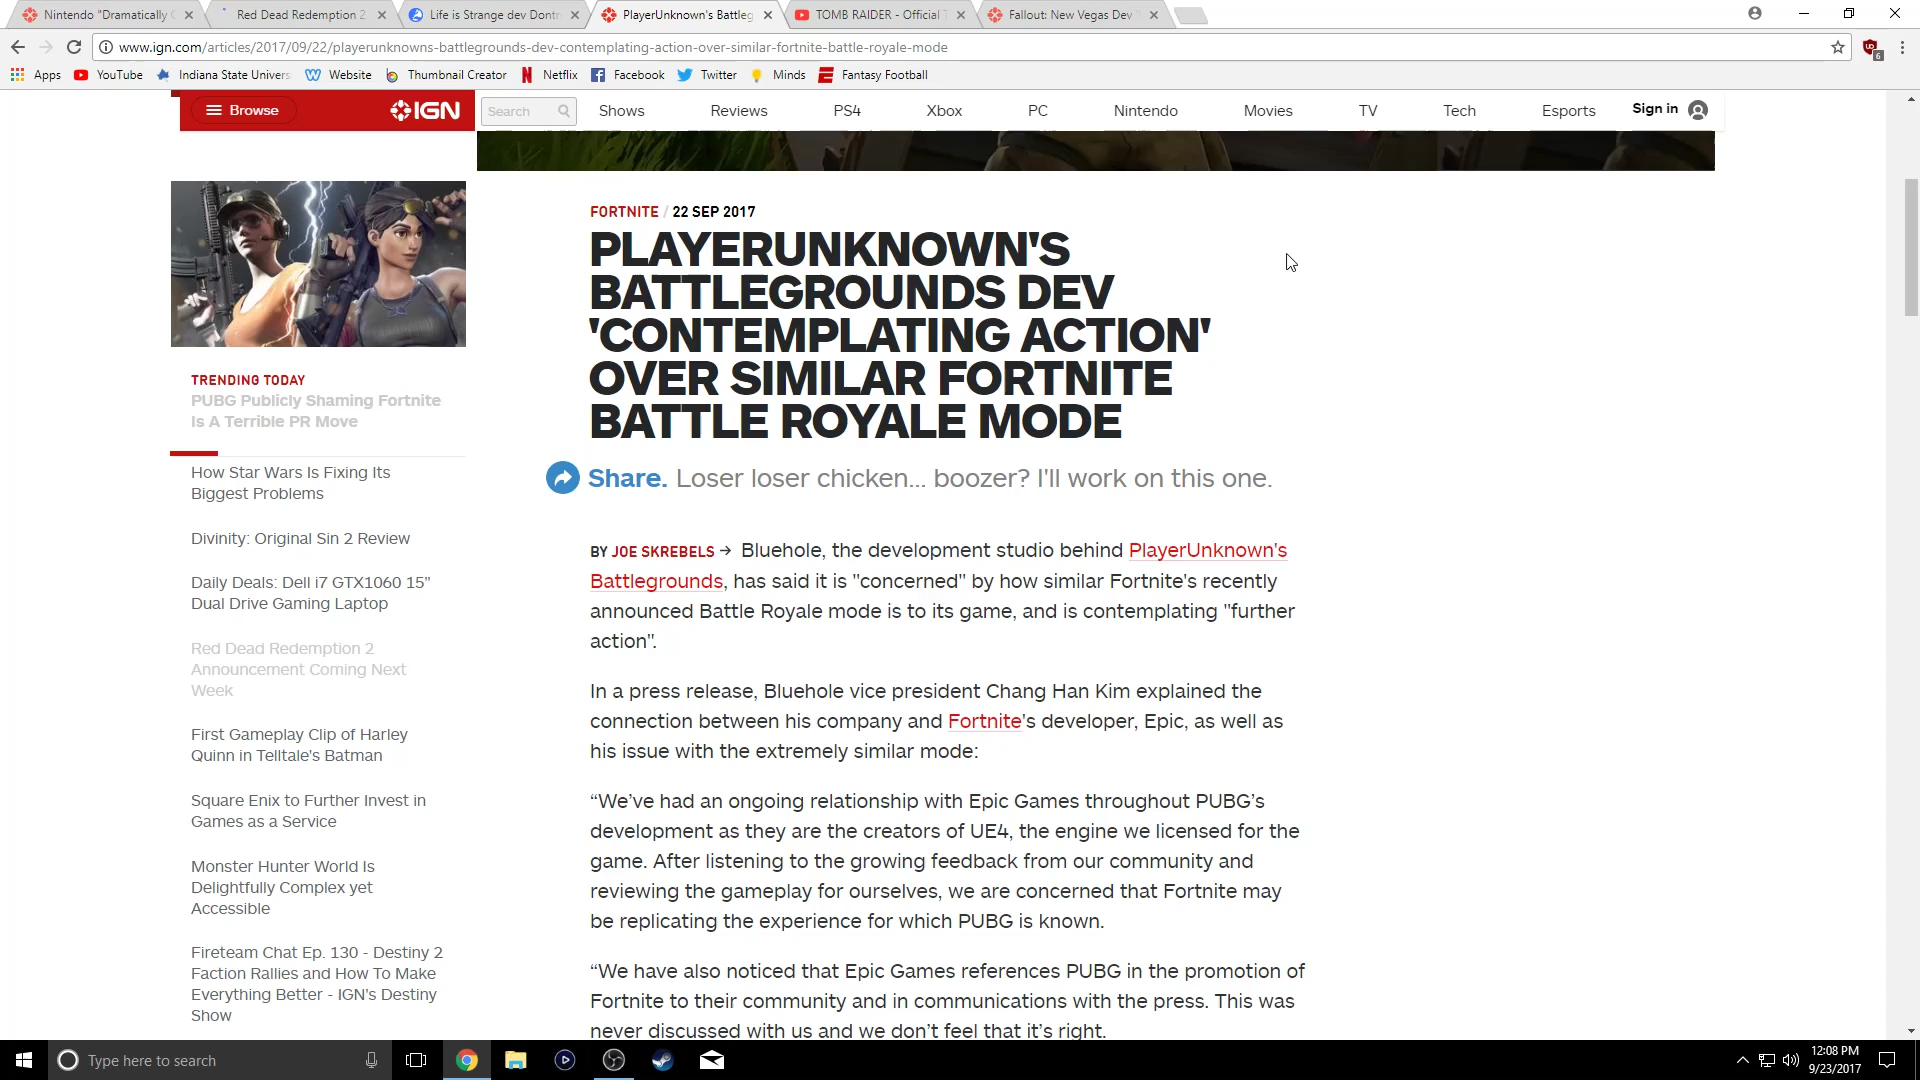 Nintendo "Dramatically
Red Dead Redemption 2
Life is Strange dev Dontn
PlayerUnknown's Battleg
TOMB RAIDER - Official
Fallout: New Vegas Dev
www.ign.com/articles/2017/09/22/playerunknowns-battlegrounds-dev-contemplating-action-over-similar-fortnite-battle-royale-mode
6
Apps YouTube Indiana State Univers Website Thumbnail Creator Netflix Facebook Twitter Minds Fantasy Football
Browse IGN Search Shows Reviews PS4 Xbox PC Nintendo Movies TV Tech Esports Sign in
TRENDING TODAY
PUBG Publicly Shaming Fortnite
Is A Terrible PR Move
How Star Wars Is Fixing Its
Biggest Problems
Divinity: Original Sin 2 Review
Daily Deals: Dell i7 GTX1060 15"
Dual Drive Gaming Laptop
Red Dead Redemption 2
Announcement Coming Next
Week
First Gameplay Clip of Harley
Quinn in Telltale's Batman
Square Enix to Further Invest in
Games as a Service
Monster Hunter World Is
Delightfully Complex yet
Accessible
Fireteam Chat Ep. 130 - Destiny 2
Faction Rallies and How To Make
Everything Better - IGN's Destiny
Show
FORTNITE / 22 SEP 2017
PLAYERUNKNOWN'S
BATTLEGROUNDS DEV
'CONTEMPLATING ACTION'
OVER SIMILAR FORTNITE
BATTLE ROYALE MODE
Share. Loser loser chicken... boozer? I'll work on this one.
BY JOE SKREBELS → Bluehole, the development studio behind PlayerUnknown's
Battlegrounds, has said it is "concerned" by how similar Fortnite's recently
announced Battle Royale mode is to its game, and is contemplating "further
action".
In a press release, Bluehole vice president Chang Han Kim explained the
connection between his company and Fortnite's developer, Epic, as well as
his issue with the extremely similar mode:
“We’ve had an ongoing relationship with Epic Games throughout PUBG’s
development as they are the creators of UE4, the engine we licensed for the
game. After listening to the growing feedback from our community and
reviewing the gameplay for ourselves, we are concerned that Fortnite may
be replicating the experience for which PUBG is known.
“We have also noticed that Epic Games references PUBG in the promotion of
Fortnite to their community and in communications with the press. This was
never discussed with us and we don’t feel that it’s right.
Type here to search
12:08 PM
9/23/2017